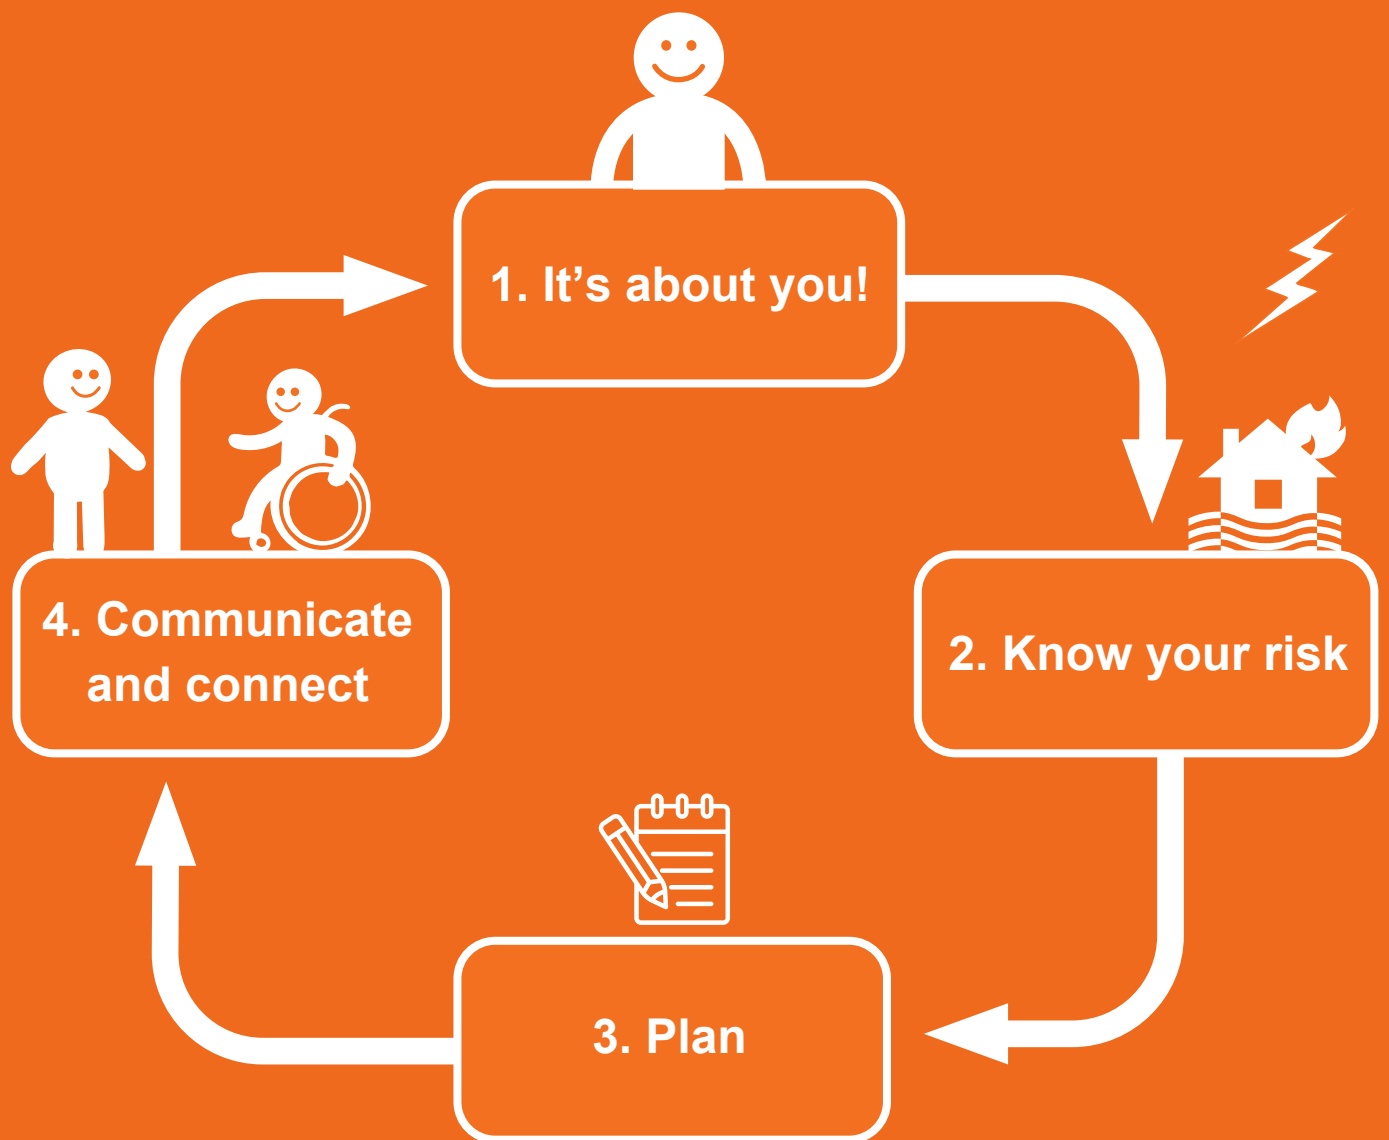 1. It’s about you!
2. Know your risk
3. Plan
4. Communicate
and connect